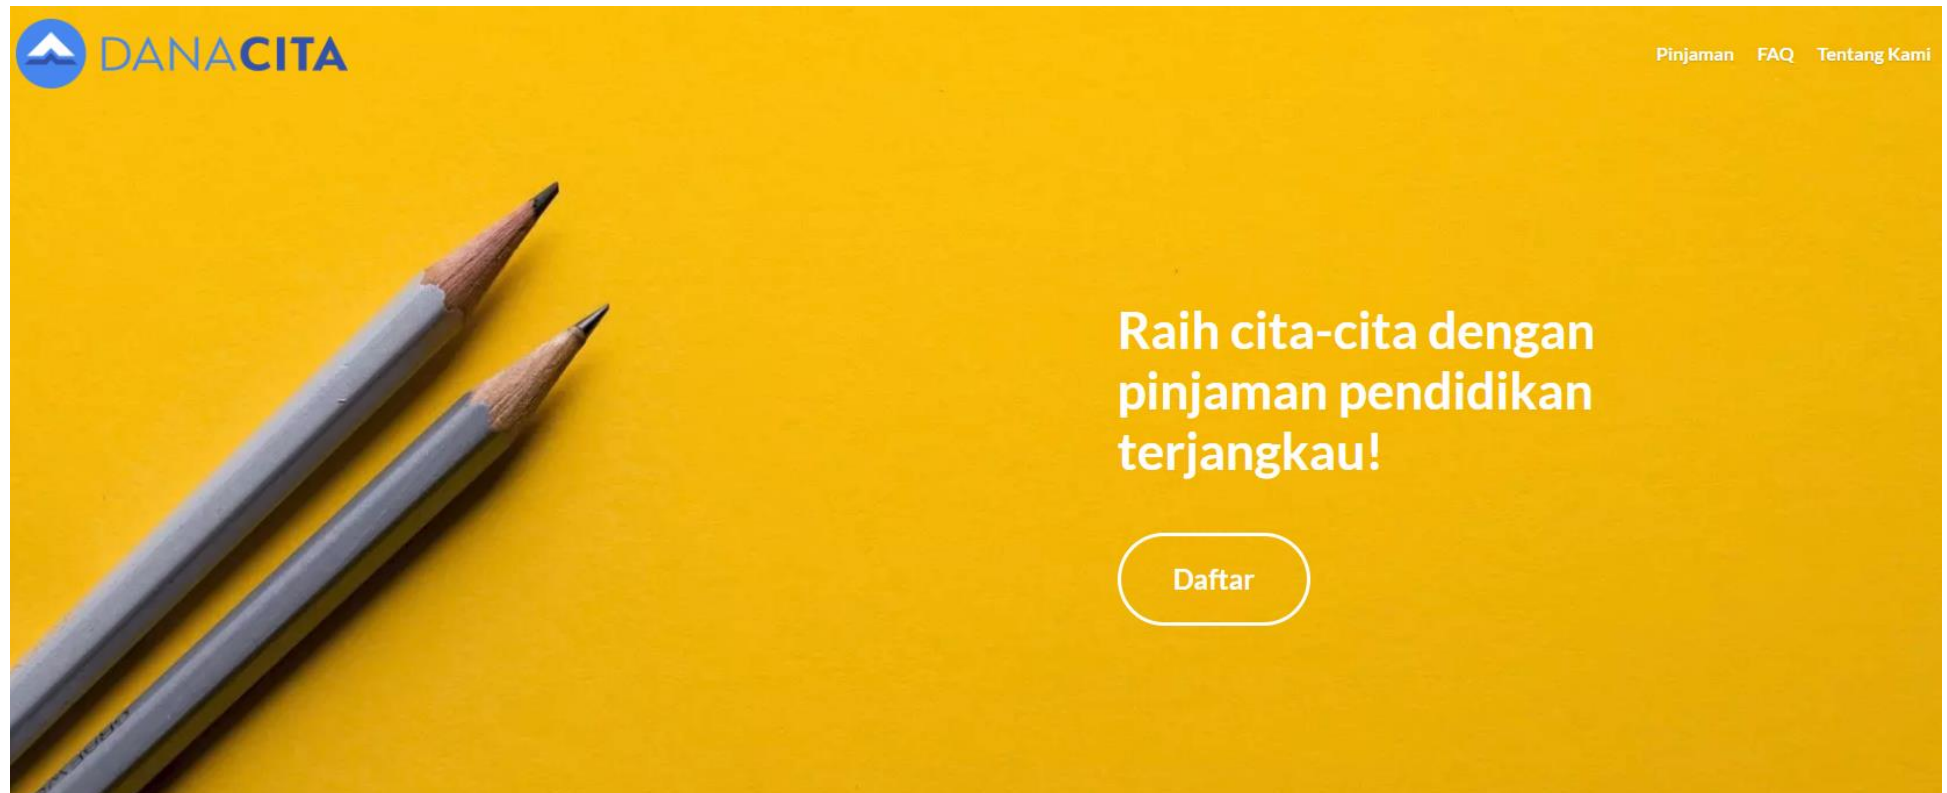 DANACITA
Pinjaman FAQ Tentang Kami
Raih cita-cita dengan
pinjaman pendidikan
terjangkau!
Daftar